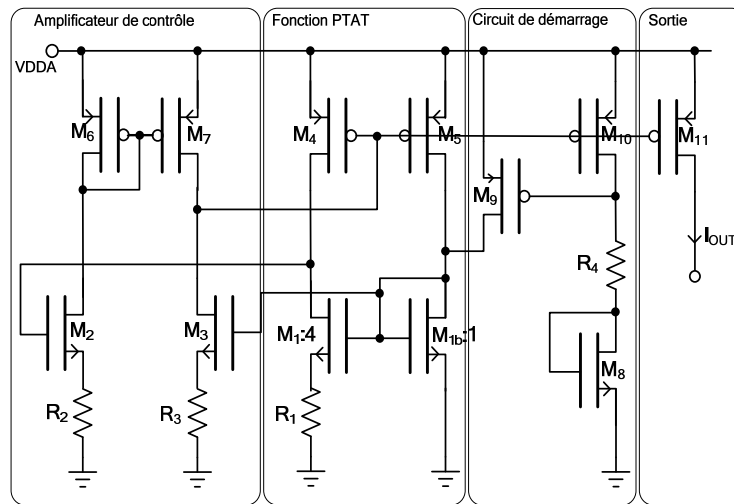 Amplificateur de contrôle
Fonction PTAT
Circuit de démarrage
Sortie
VDDA
M6
M7
M4
M5
M10
M11
M9
IOUT
R4
M2
M3
M1:4
M1b:1
M8
R2
R3
R1